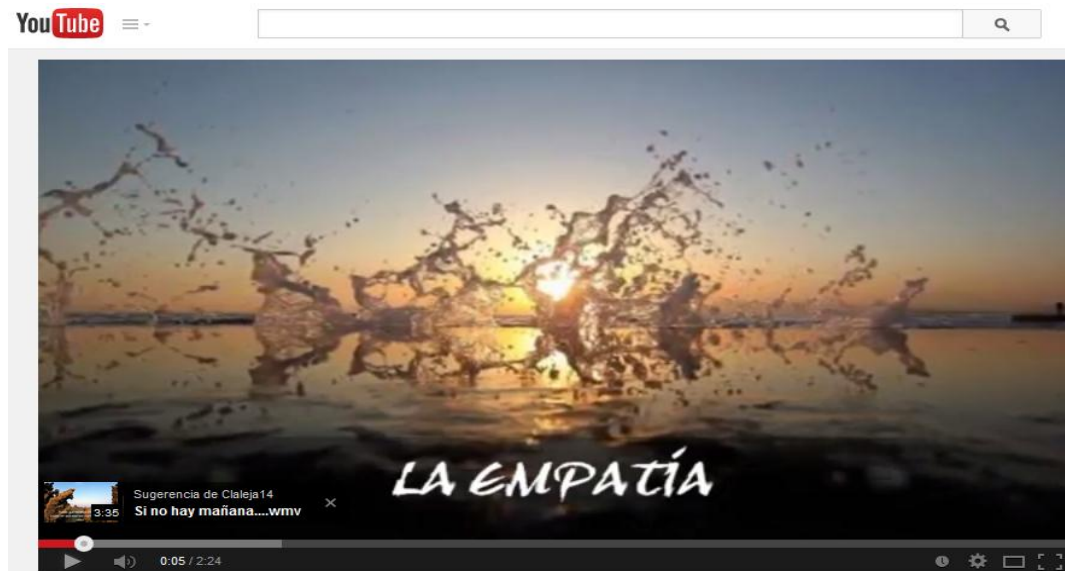 YouTube
LA EMPATÍA
Sugerencia de Claleja14
3:35
Si no hay mañana....wmv
0:05 / 2:24